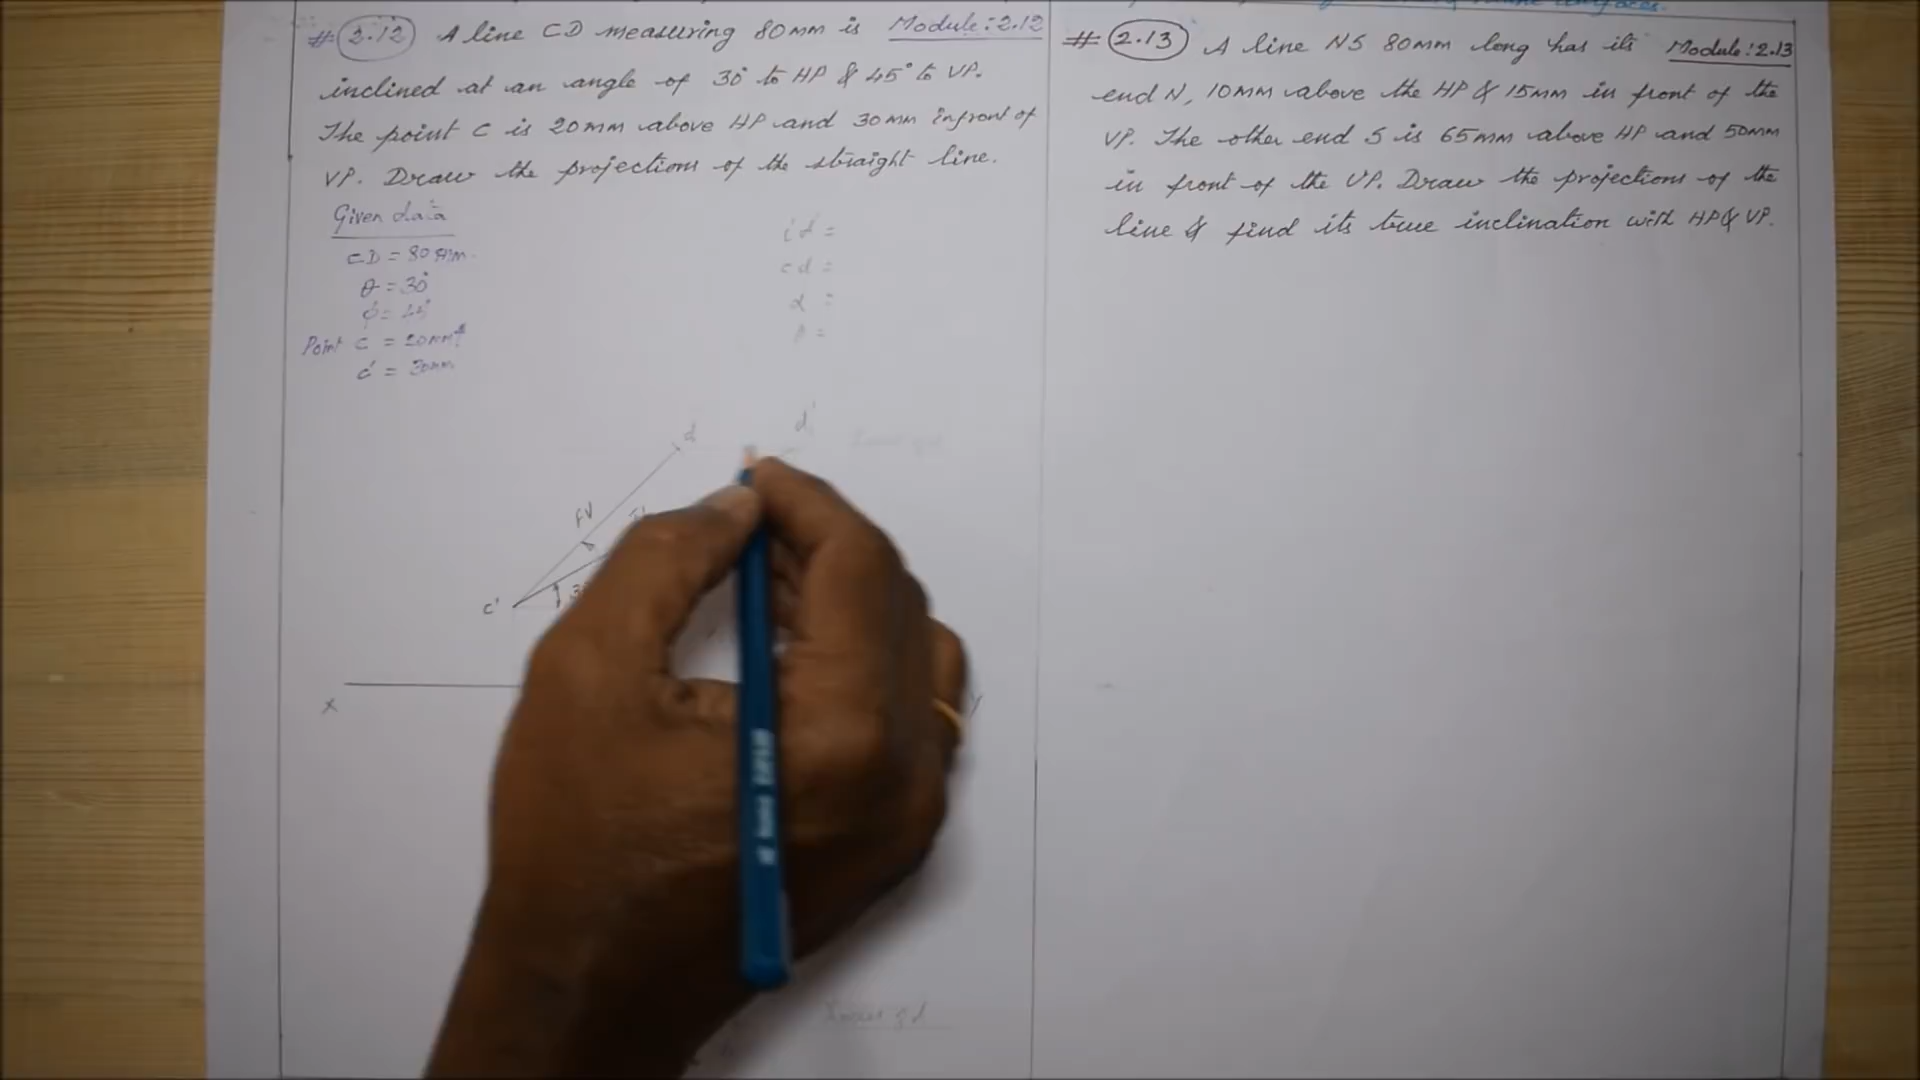 # 2.12 A line CD measuring 80mm is Module: 2.12
inclined at an angle of 30° to HP & 45° to VP.
The point C is 20mm above HP and 30mm infront of
VP. Draw the projections of the straight line.
Given data
CD = 80mm.
θ = 30°
φ = 45°
Point C = 20mm
c' = 30mm
cd =
α =
β =
d'
d₁'
FV
c'
X
Y
# 2.13 A line NS 80mm long has its Module: 2.13
end N, 10mm above the HP & 15mm in front of the
VP. The other end S is 65mm above HP and 50mm
in front of the VP. Draw the projections of the
line & find its true inclination with HP & VP.